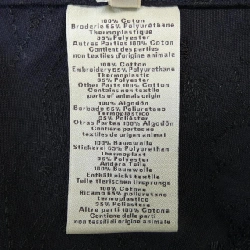 100% Coton
Broderie 65% Polyuréthane
Thermoplastique
35% Polyester
Autres Parties 100% Coton
Contient des parties
non textiles d'origine animale
100% Cotton
Embroidery 65% Polyurethane
Thermoplastic
35% Polyester
Other Parts 100% Cotton
Contains non-textile
parts of animal origin
100% Algodón
Bordado 65% Poliuretano
Termoplastico
35% Poliester
Otras Partes 100% Algodón
Contiene partes no
textiles de origen animal
100% Baumwolle
Stickerei 65% Polyurethan
Thermoplast
35% Polyester
Andere Teile
100% Baumwolle
Enthält nicht textile
Teile tierischen Ursprungs
100% Cotone
Ricamo 65% Poliuretano
Termoplastico
35% Poliestere
Altre parti 100% Cotone
Contiene delle parti
non tessili di origine animale